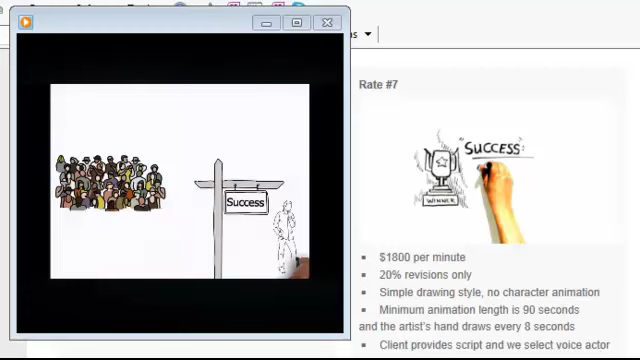 Rate #7
"SUCCESS"
WINNER
Success
$1800 per minute
20% revisions only
Simple drawing style, no character animation
Minimum animation length is 90 seconds
and the artist's hand draws every 8 seconds
Client provides script and we select voice actor